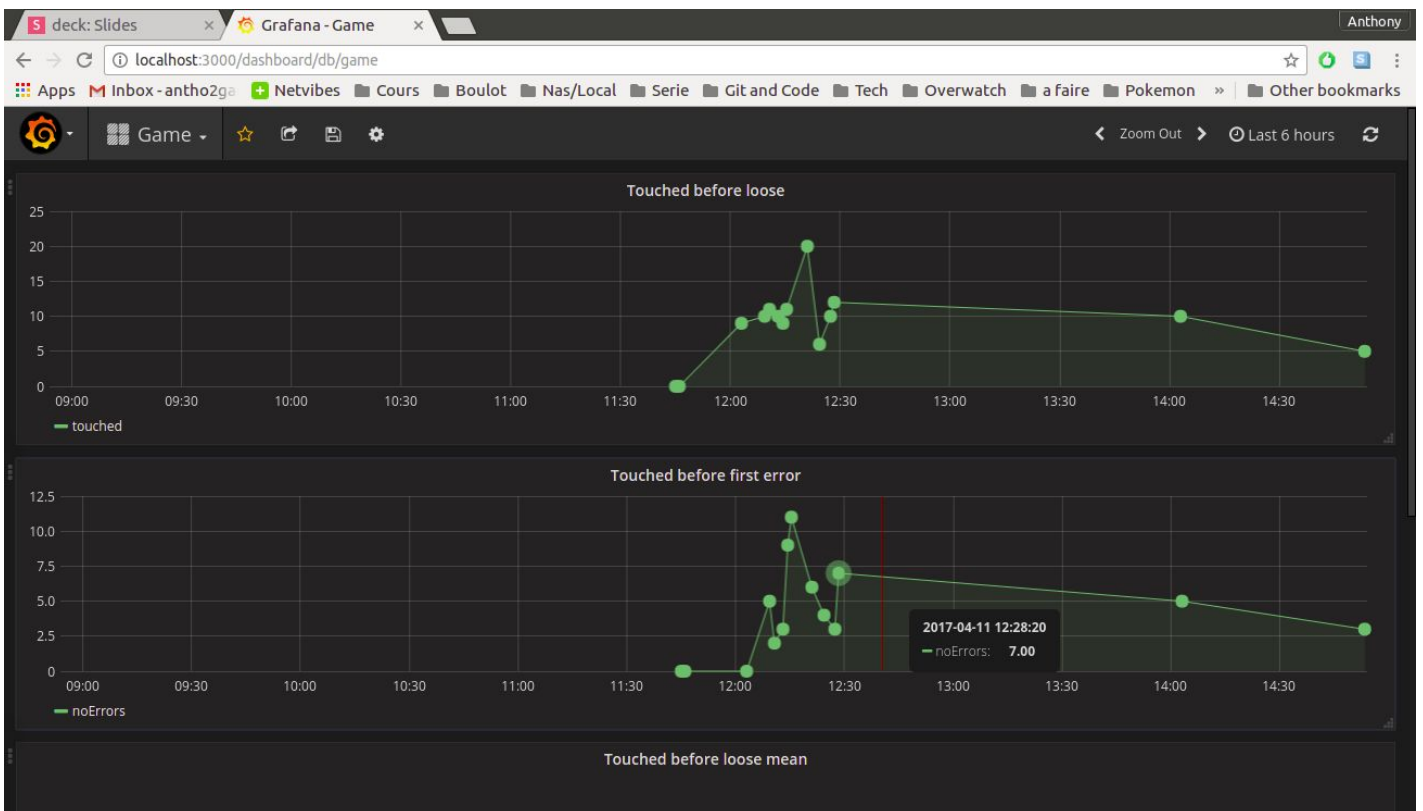 deck: Slides
Grafana - Game
Anthony
localhost:3000/dashboard/db/game
Apps Inbox - antho2ga Netvibes Cours Boulot Nas/Local Serie Git and Code Tech Overwatch a faire Pokemon » Other bookmarks
Game Zoom Out Last 6 hours
Touched before loose
25
20
15
10
5
0
09:00 09:30 10:00 10:30 11:00 11:30 12:00 12:30 13:00 13:30 14:00 14:30
touched
Touched before first error
12.5
10.0
7.5
5.0
2.5
0
2017-04-11 12:28:20
noErrors: 7.00
09:00 09:30 10:00 10:30 11:00 11:30 12:00 12:30 13:00 13:30 14:00 14:30
noErrors
Touched before loose mean